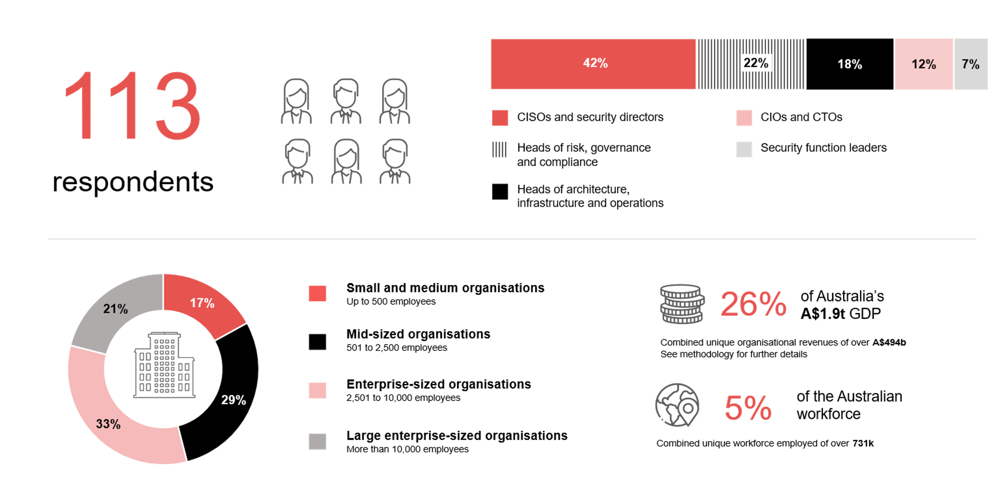 113
respondents
42%
22%
18%
12%
7%
CISOs and security directors
Heads of risk, governance
and compliance
Heads of architecture,
infrastructure and operations
CIOs and CTOs
Security function leaders
17%
29%
33%
21%
Small and medium organisations
Up to 500 employees
Mid-sized organisations
501 to 2,500 employees
Enterprise-sized organisations
2,501 to 10,000 employees
Large enterprise-sized organisations
More than 10,000 employees
26%
of Australia’s
A$1.9t GDP
Combined unique organisational revenues of over A$494b
See methodology for further details
5%
of the Australian
workforce
Combined unique workforce employed of over 731k